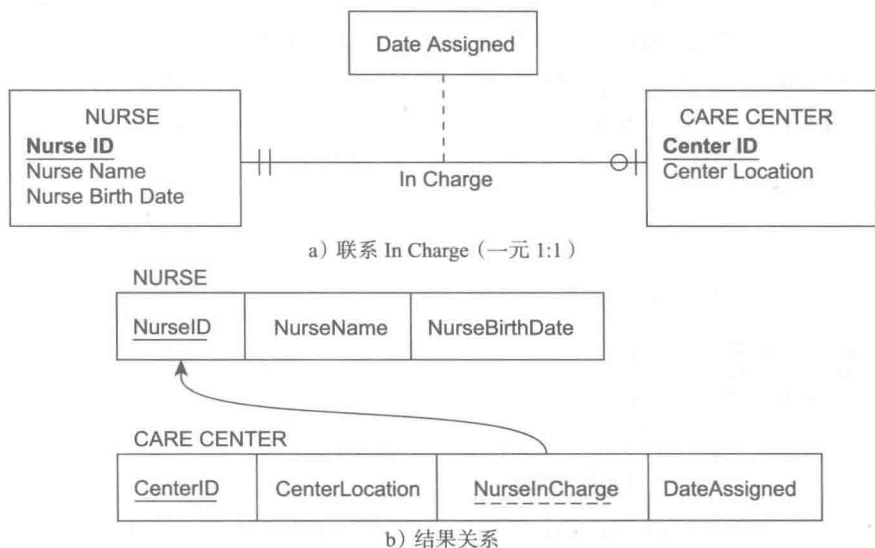 Date Assigned
NURSE
Nurse ID
Nurse Name
Nurse Birth Date
In Charge
CARE CENTER
Center ID
Center Location
a）联系 In Charge（一元 1:1）
NURSE
NurseID
NurseName
NurseBirthDate
CARE CENTER
CenterID
CenterLocation
NurseInCharge
DateAssigned
b）结果关系